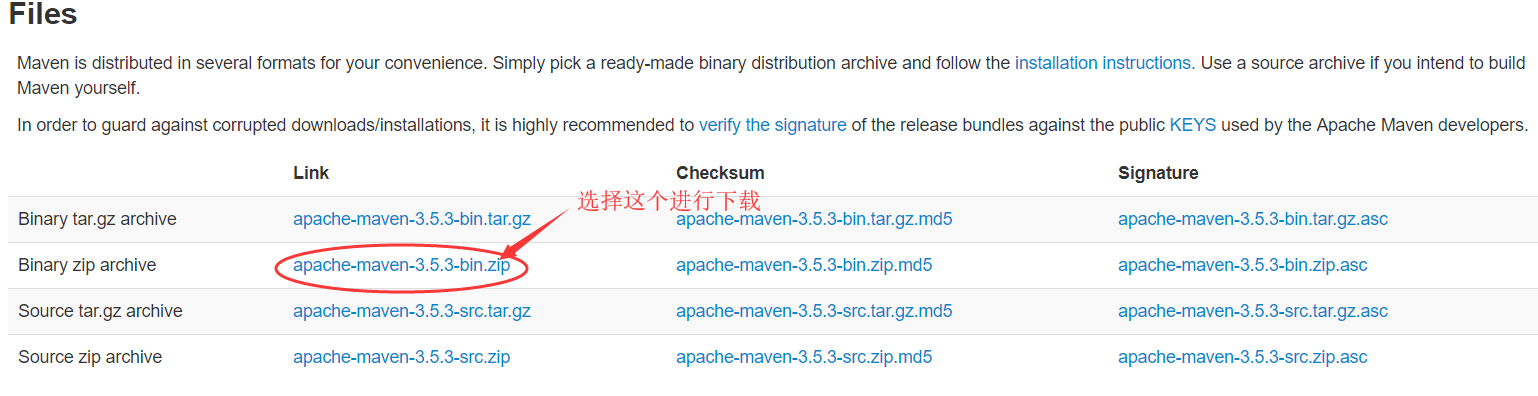 Files
Maven is distributed in several formats for your convenience. Simply pick a ready-made binary distribution archive and follow the installation instructions. Use a source archive if you intend to build
Maven yourself.
In order to guard against corrupted downloads/installations, it is highly recommended to verify the signature of the release bundles against the public KEYS used by the Apache Maven developers.
Link Checksum Signature
选择这个进行下载
Binary tar.gz archive apache-maven-3.5.3-bin.tar.gz apache-maven-3.5.3-bin.tar.gz.md5 apache-maven-3.5.3-bin.tar.gz.asc
Binary zip archive apache-maven-3.5.3-bin.zip apache-maven-3.5.3-bin.zip.md5 apache-maven-3.5.3-bin.zip.asc
Source tar.gz archive apache-maven-3.5.3-src.tar.gz apache-maven-3.5.3-src.tar.gz.md5 apache-maven-3.5.3-src.tar.gz.asc
Source zip archive apache-maven-3.5.3-src.zip apache-maven-3.5.3-src.zip.md5 apache-maven-3.5.3-src.zip.asc